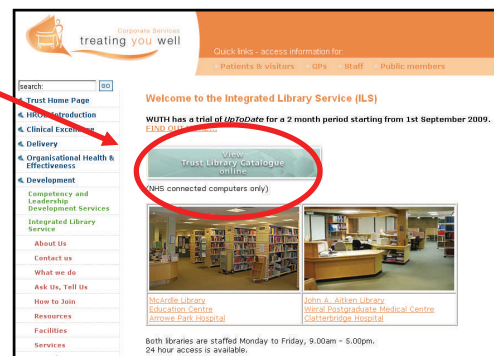 Corporate Services
treating you well
Quick links - access information for:
Patients & visitors GPs Staff Public members
search: GO
Trust Home Page
Clinical Excellence
Delivery
Organisational Health &
Effectiveness
Development
Competency and
Leadership
Development Services
Integrated Library
Service
About Us
Contact us
What we do
Ask Us, Tell Us
How to Join
Resources
Facilities
Services
Welcome to the Integrated Library Service (ILS)
WUTH has a trial of UpToDate for a 2 month period starting from 1st September 2009.
FIND OUT
View
Trust Library Catalogue
online
(NHS connected computers only)
McArdle Library
Education Centre
Arrowe Park Hospital
John A. Aitken Library
Wirral Postgraduate Medical Centre
Clatterbridge Hospital
Both libraries are staffed Monday to Friday, 9.00am - 5.00pm.
24 hour access is available.